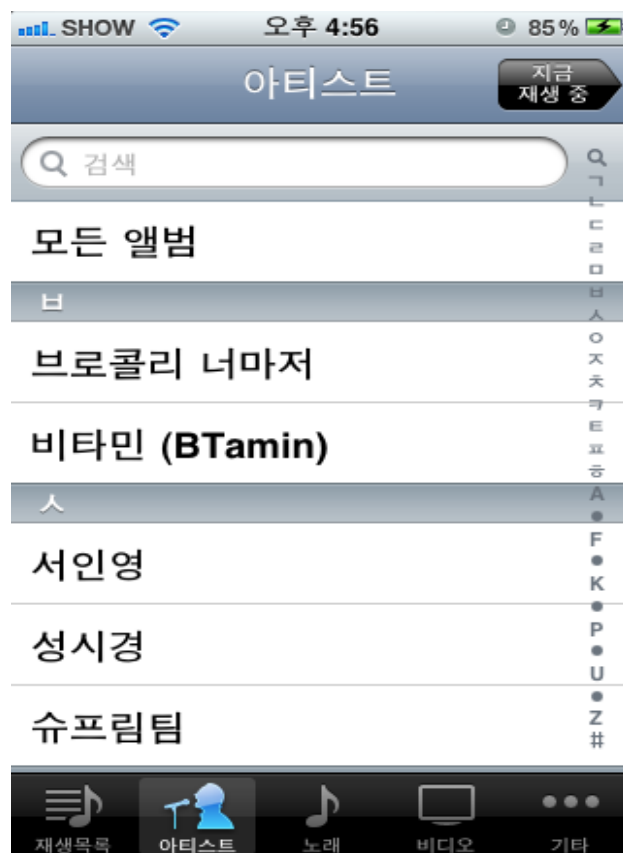 SHOW 오후 4:56 85%
아티스트
지금
재생 중
검색
모든 앨범
ㅂ
브로콜리 너마저
비타민 (BTamin)
ㅅ
서인영
성시경
슈프림팀
ㄱ
ㄴ
ㄷ
ㄹ
ㅁ
ㅂ
ㅅ
ㅇ
ㅈ
ㅊ
ㅋ
ㅌ
ㅍ
ㅎ
A
●
F
●
K
●
P
●
U
●
Z
#
재생목록 아티스트 노래 비디오 기타